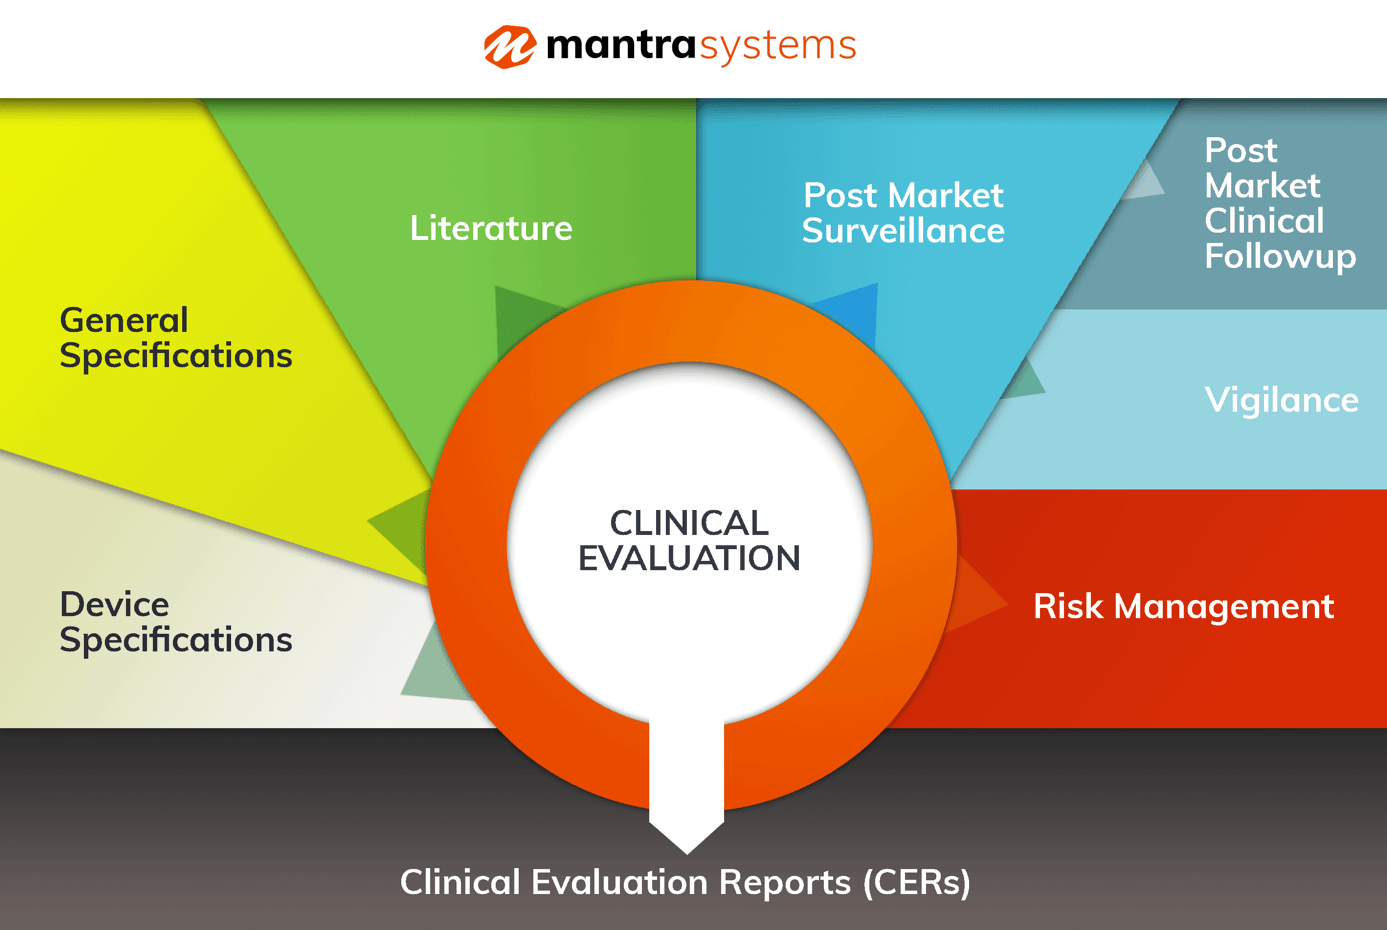 mantrasystems
Literature
Post Market
Surveillance
Post
Market
Clinical
Followup
General
Specifications
Vigilance
CLINICAL
EVALUATION
Device
Specifications
Risk Management
Clinical Evaluation Reports (CERs)